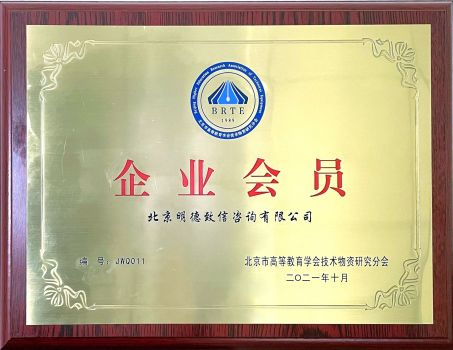 BRTE
1989
企业会员
北京明德致信咨询有限公司
编 号：JWQ011
北京市高等教育学会技术物资研究分会
二〇二一年十月